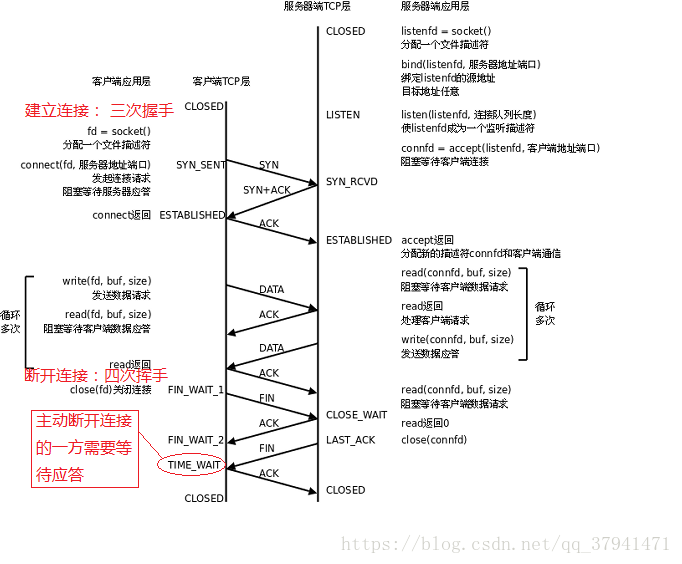 服务器端TCP层
服务器端应用层
CLOSED
listenfd = socket()
分配一个文件描述符
bind(listenfd, 服务器地址端口)
绑定listenfd的源地址
目标地址任意
客户端应用层
客户端TCP层
建立连接： 三次握手
CLOSED
LISTEN
listen(listenfd, 连接队列长度)
使listenfd成为一个监听描述符
fd = socket()
分配一个文件描述符
connfd = accept(listenfd, 客户端地址端口)
阻塞等待客户端连接
connect(fd, 服务器地址端口)
发起连接请求
阻塞等待服务器应答
SYN_SENT
SYN
SYN_RCVD
SYN+ACK
connect返回
ESTABLISHED
ACK
ESTABLISHED
accept返回
分配新的描述符connfd和客户端通信
write(fd, buf, size)
发送数据请求
DATA
read(connfd, buf, size)
阻塞等待客户端数据请求
循环
多次
read(fd, buf, size)
阻塞等待客户端数据应答
ACK
read返回
处理客户端请求
循环
多次
DATA
write(connfd, buf, size)
发送数据应答
read返回
ACK
断开连接：四次挥手
close(fd)关闭连接
FIN_WAIT_1
FIN
read(connfd, buf, size)
阻塞等待客户端数据请求
CLOSE_WAIT
read返回0
主动断开连接
的一方需要等
待应答
ACK
FIN_WAIT_2
LAST_ACK
close(connfd)
FIN
TIME_WAIT
ACK
CLOSED
CLOSED
https://blog.csdn.net/qq_37941471